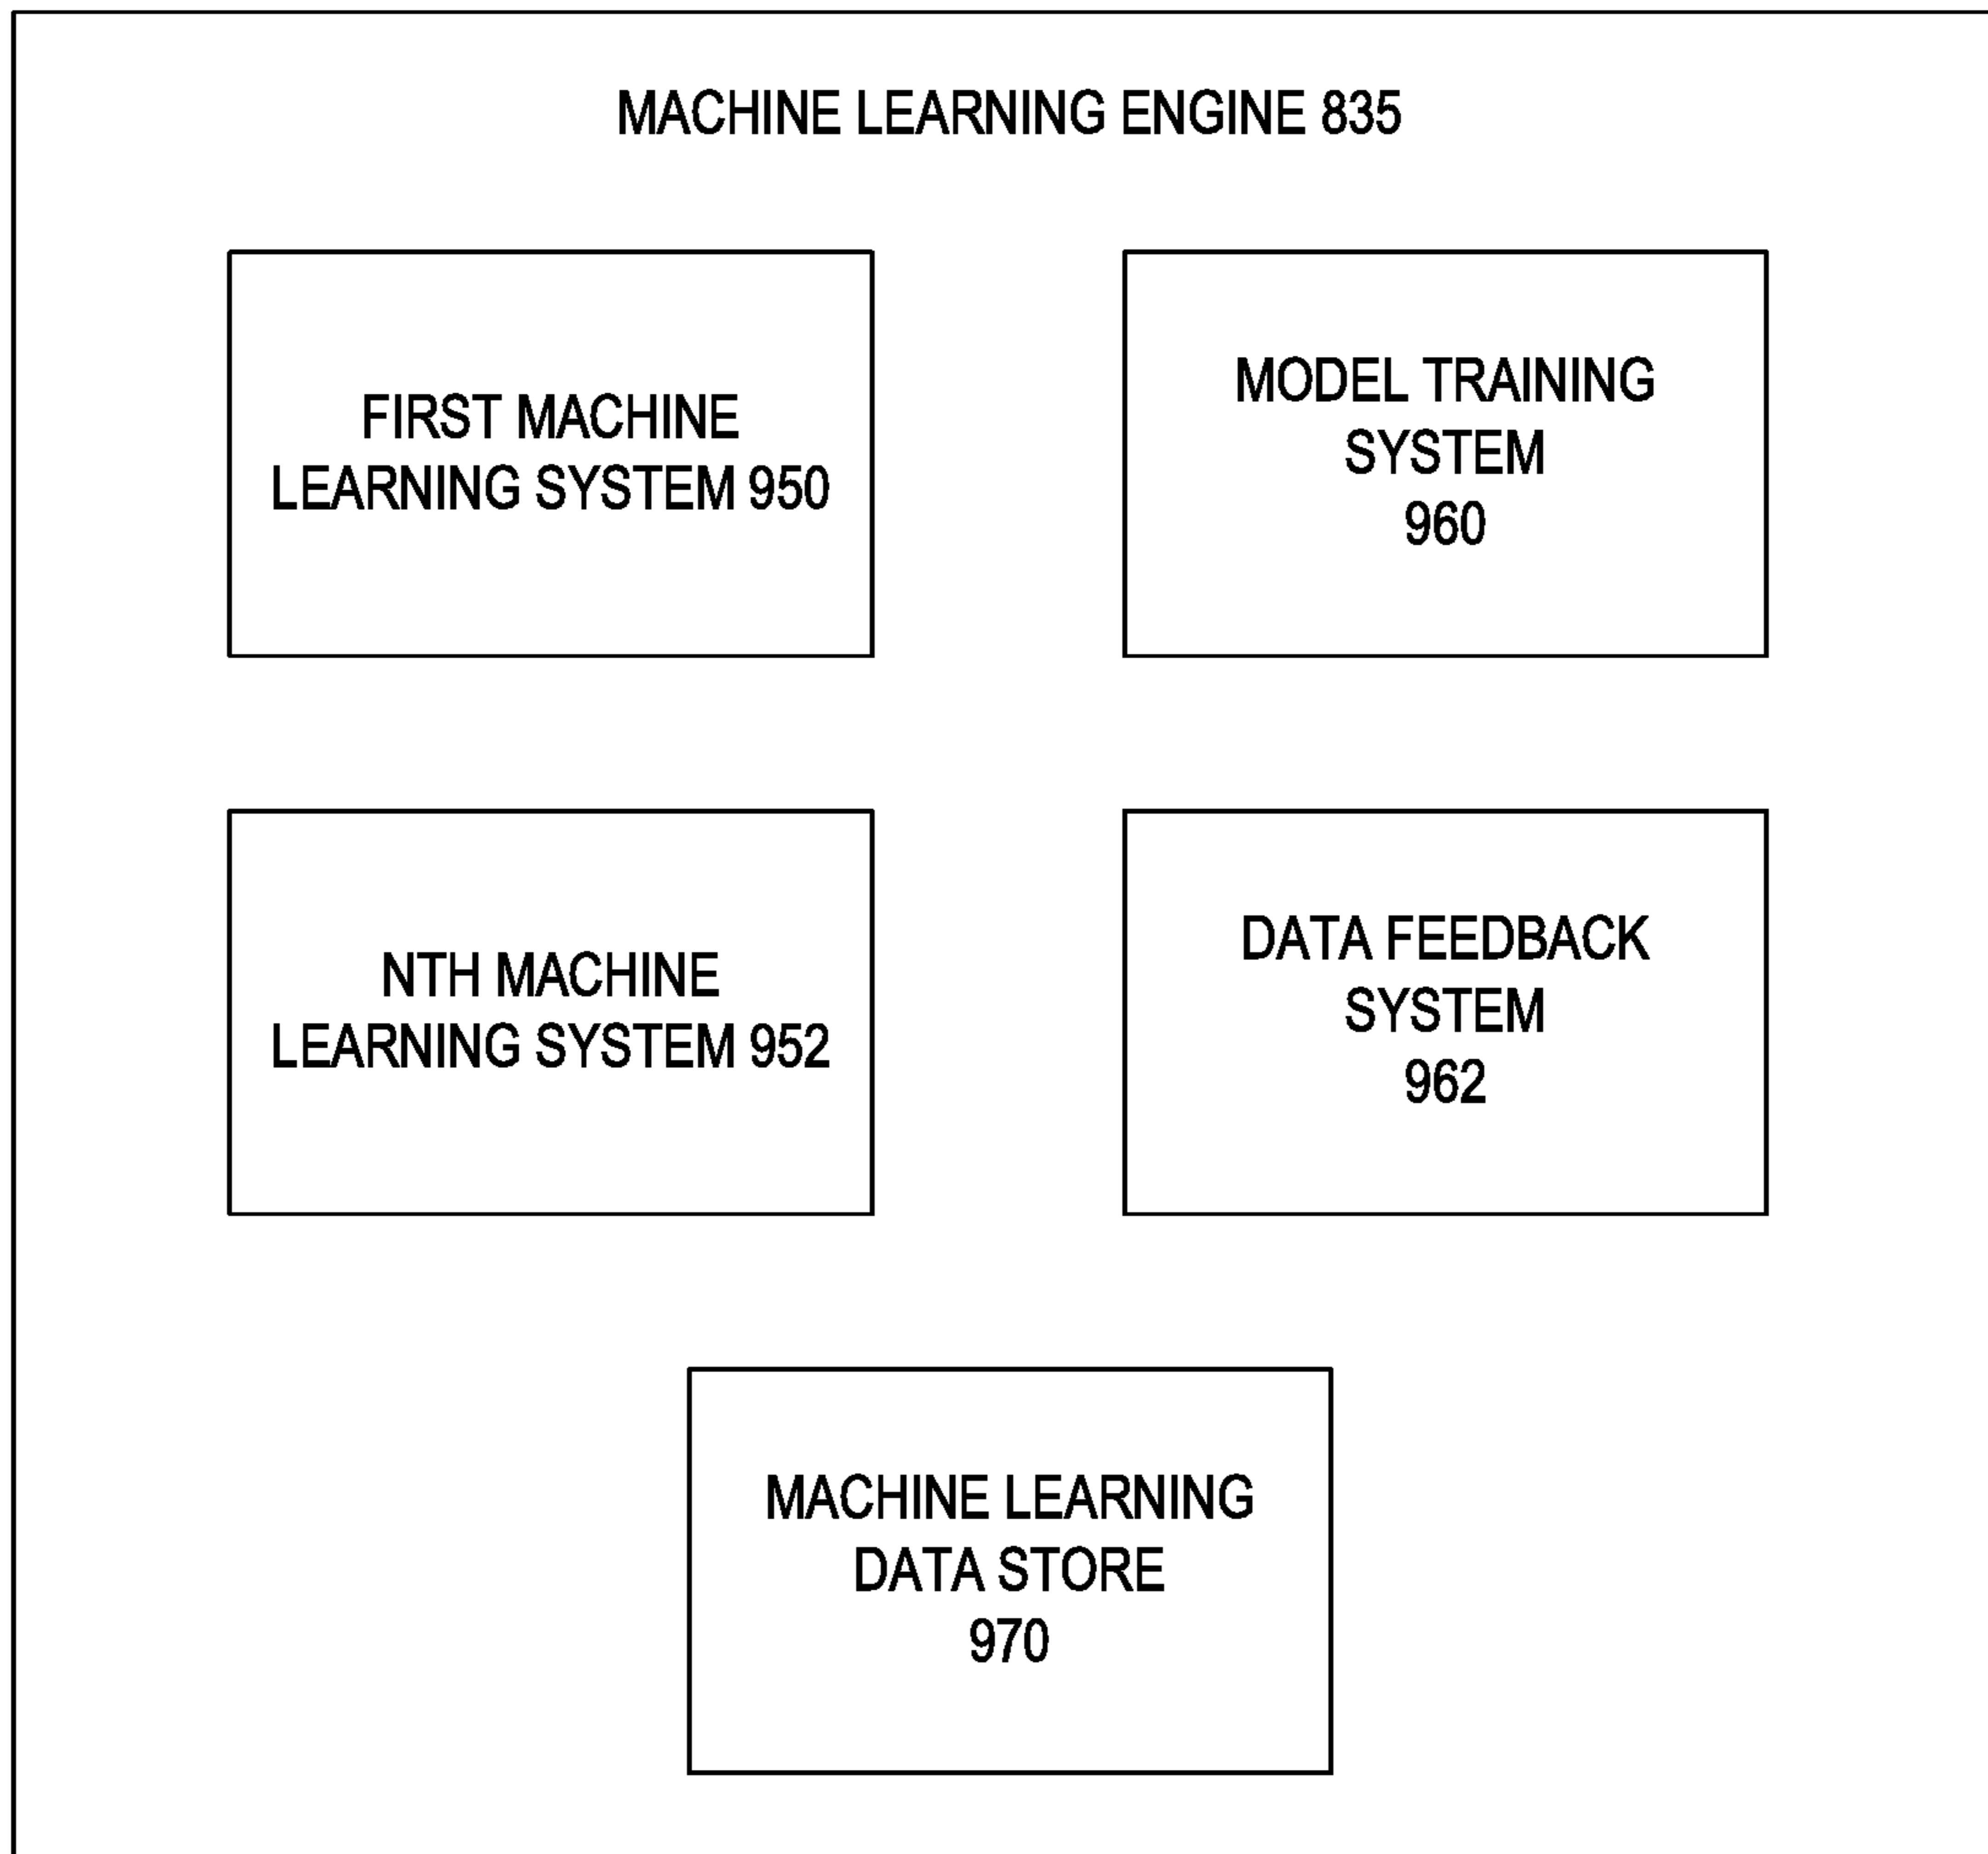 MACHINE LEARNING ENGINE 835
FIRST MACHINE
LEARNING SYSTEM 950
MODEL TRAINING
SYSTEM
960
NTH MACHINE
LEARNING SYSTEM 952
DATA FEEDBACK
SYSTEM
962
MACHINE LEARNING
DATA STORE
970